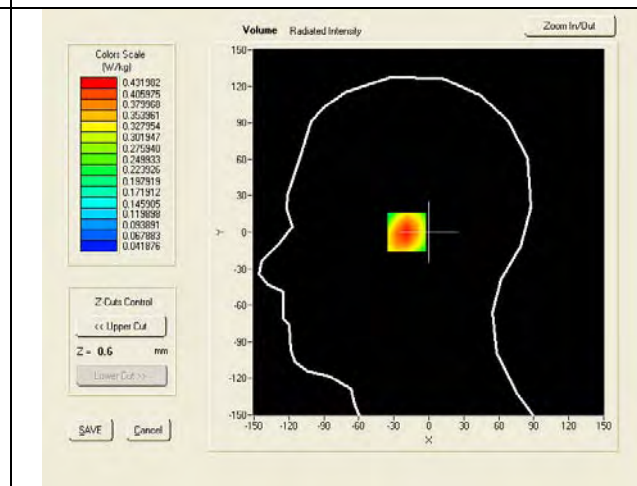 Volume Radiated Intensity
Zoom In/Out
Colors Scale
(W/kg)
0.431982
0.405975
0.379968
0.353961
0.327954
0.301947
0.275940
0.249933
0.223926
0.197919
0.171912
0.145905
0.119898
0.093891
0.067883
0.041876
Z-Cuts Control
<< Upper Cut
Z = 0.6 mm
Lower Cut >>
SAVE Cancel
150
90
60
30
0
-30
-60
-90
-120
-150
Y
-150 -120 -90 -60 -30 0 30 60 90 120 150
X